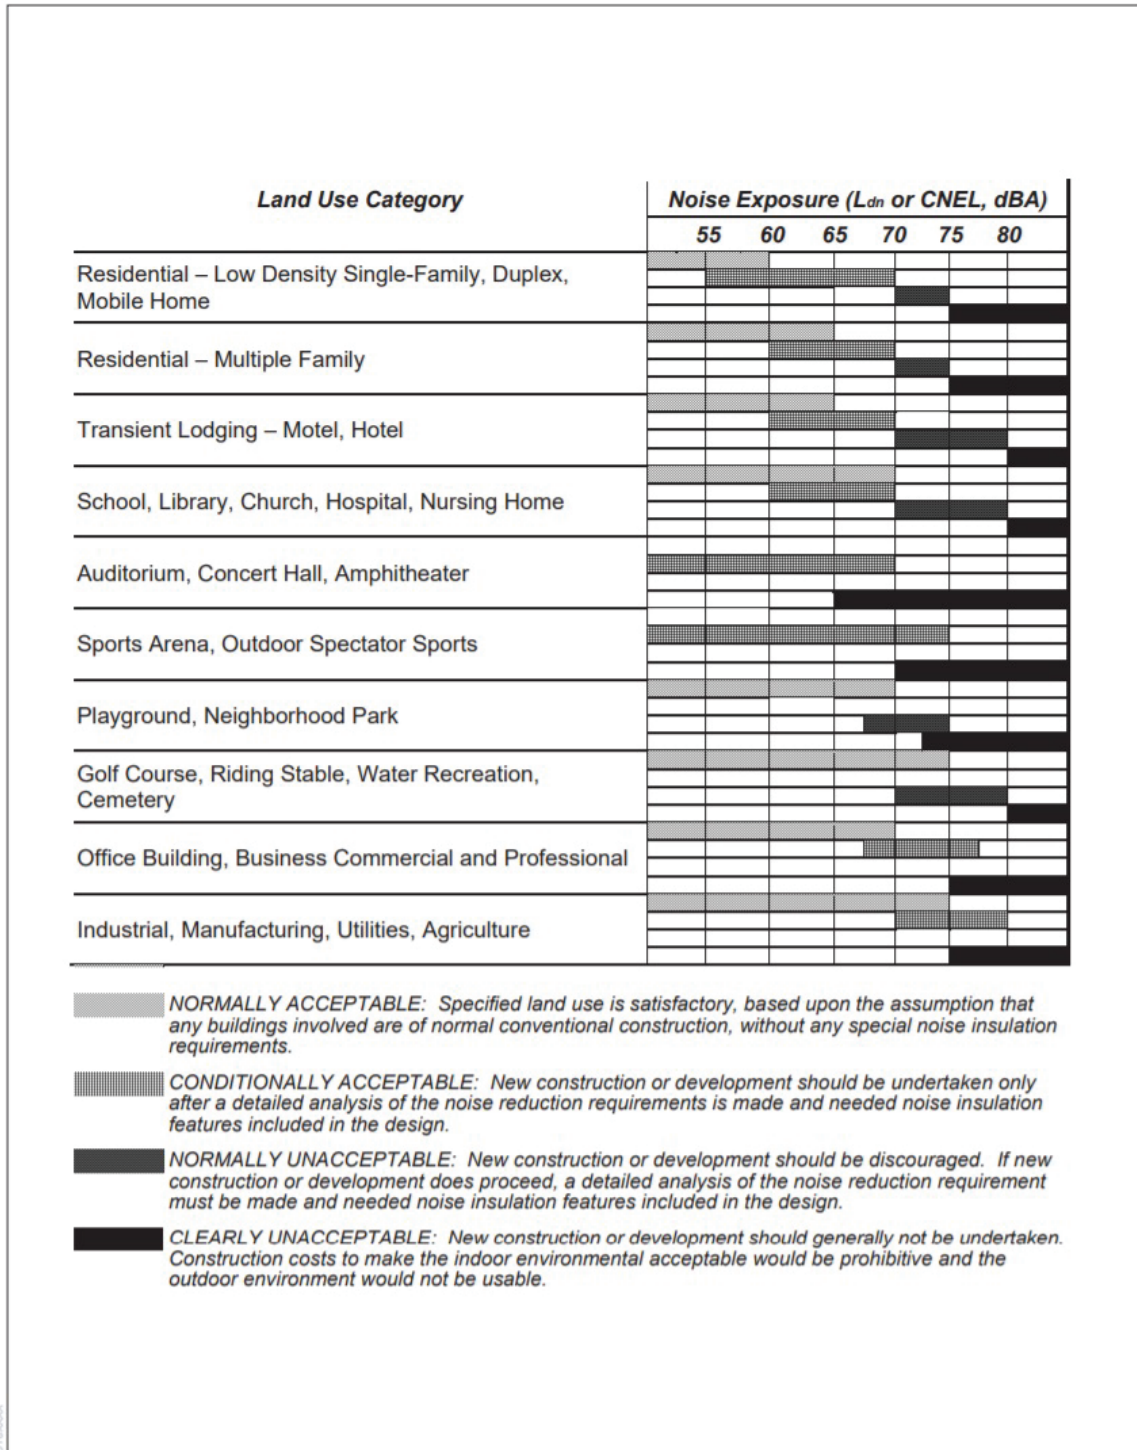 Land Use Category
Noise Exposure (Ldn or CNEL, dBA)
55 60 65 70 75 80
Residential – Low Density Single-Family, Duplex,
Mobile Home
Residential – Multiple Family
Transient Lodging – Motel, Hotel
School, Library, Church, Hospital, Nursing Home
Auditorium, Concert Hall, Amphitheater
Sports Arena, Outdoor Spectator Sports
Playground, Neighborhood Park
Golf Course, Riding Stable, Water Recreation,
Cemetery
Office Building, Business Commercial and Professional
Industrial, Manufacturing, Utilities, Agriculture
NORMALLY ACCEPTABLE: Specified land use is satisfactory, based upon the assumption that
any buildings involved are of normal conventional construction, without any special noise insulation
requirements.
CONDITIONALLY ACCEPTABLE: New construction or development should be undertaken only
after a detailed analysis of the noise reduction requirements is made and needed noise insulation
features included in the design.
NORMALLY UNACCEPTABLE: New construction or development should be discouraged. If new
construction or development does proceed, a detailed analysis of the noise reduction requirement
must be made and needed noise insulation features included in the design.
CLEARLY UNACCEPTABLE: New construction or development should generally not be undertaken.
Construction costs to make the indoor environmental acceptable would be prohibitive and the
outdoor environment would not be usable.